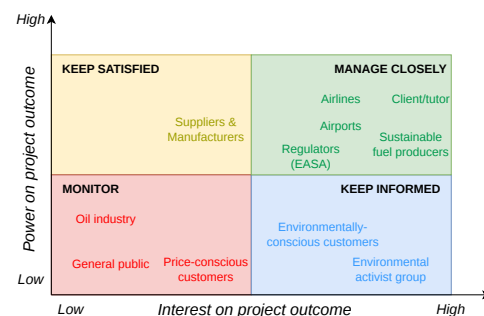 High
Power on project outcome
Low
KEEP SATISFIED
Suppliers &
Manufacturers
MANAGE CLOSELY
Airlines
Client/tutor
Airports
Regulators
(EASA)
Sustainable
fuel producers
MONITOR
Oil industry
General public
Price-conscious
customers
KEEP INFORMED
Environmentally-
conscious customers
Environmental
activist group
Low
Interest on project outcome
High